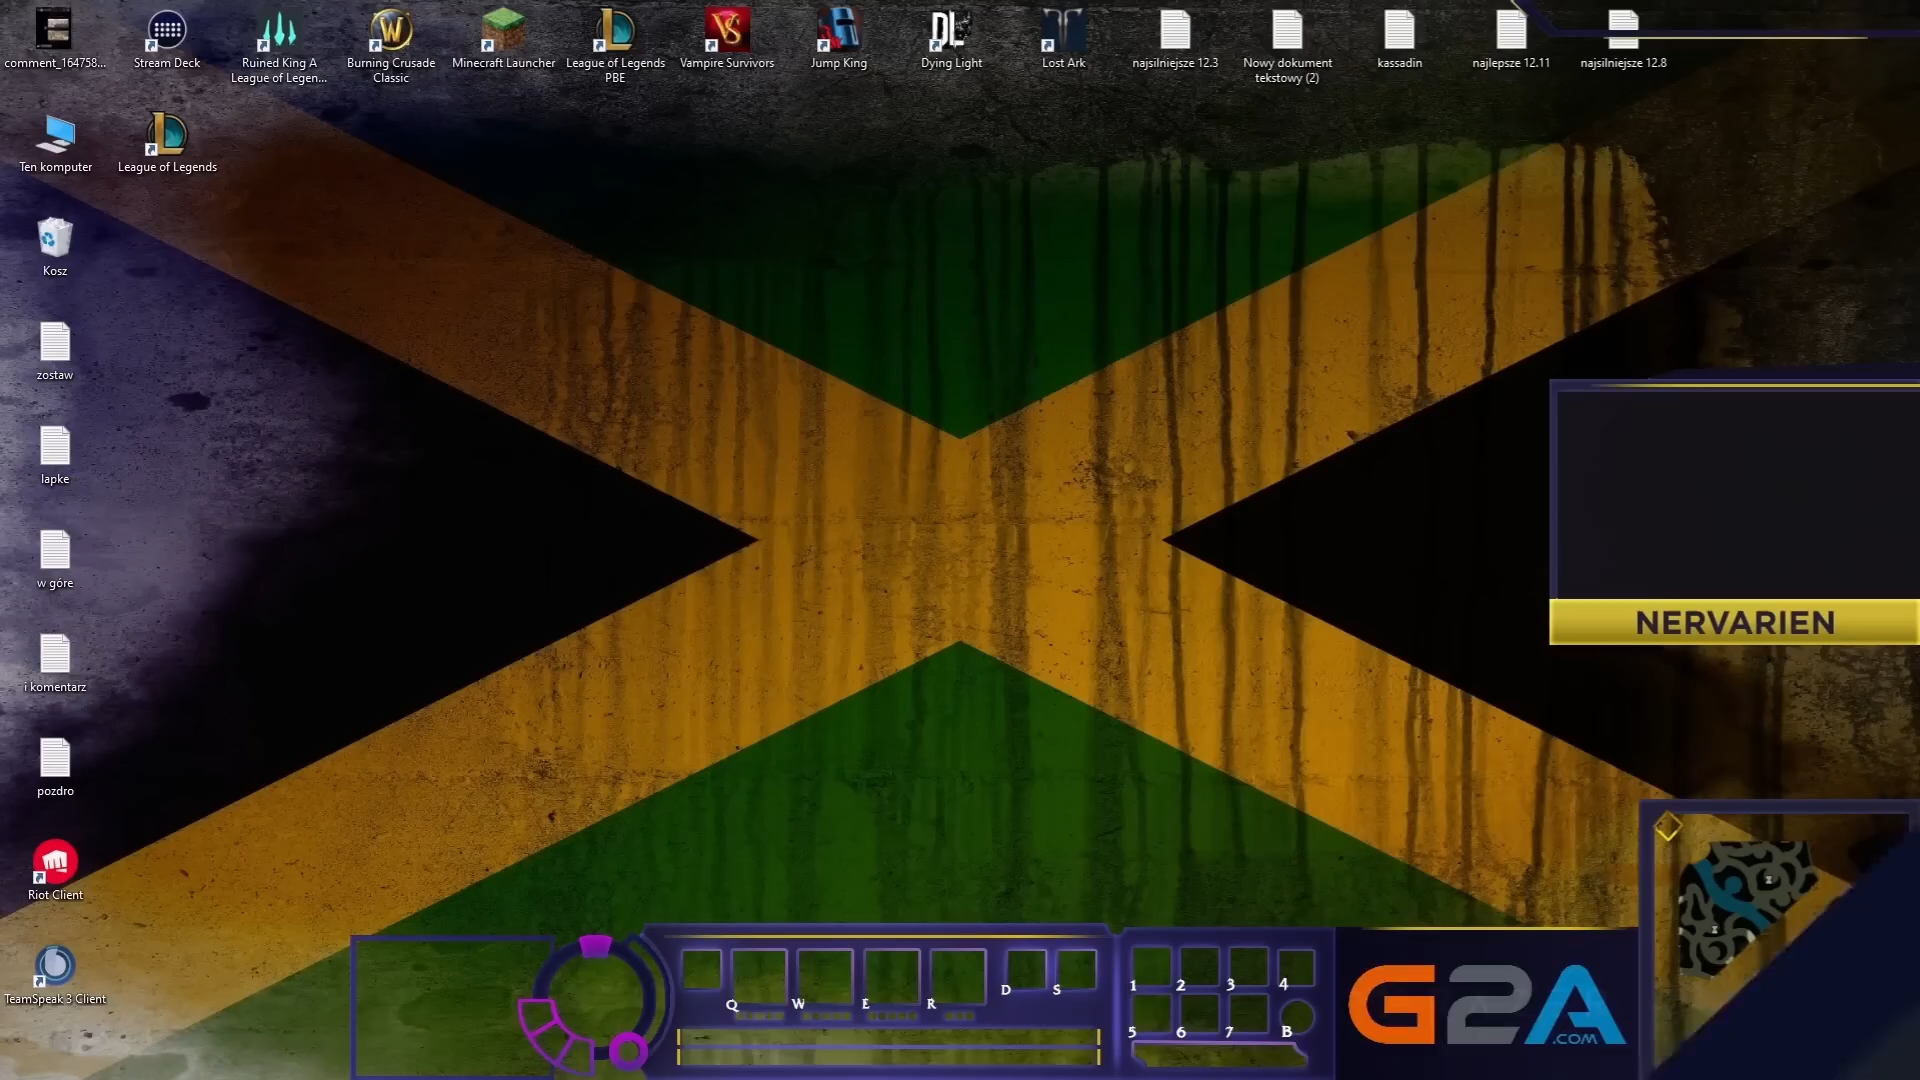 comment_164758...
Stream Deck
Ruined King A
League of Legen...
Burning Crusade
Classic
Minecraft Launcher
League of Legends
PBE
Vampire Survivors
Jump King
Dying Light
Lost Ark
najsilniejsze 12.3
Nowy dokument
tekstowy (2)
kassadin
najlepsze 12.11
najsilniejsze 12.8
W
VS
DL
Ten komputer
League of Legends
Kosz
zostaw
lapke
w góre
i komentarz
pozdro
Riot Client
TeamSpeak 3 Client
NERVARIEN
Q W E R D S
1 2 3 4
5 6 7 B
G2A
.COM